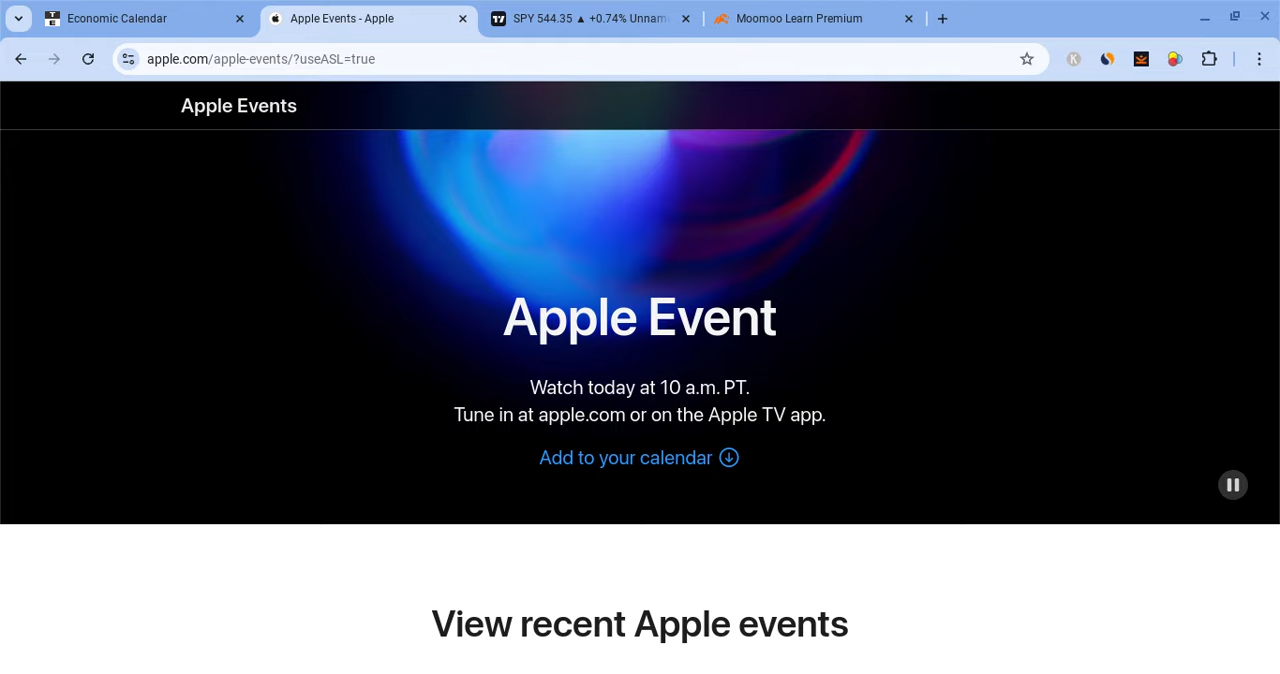 Economic Calendar
Apple Events - Apple
SPY 544.35 ▲ +0.74% Unnam
Moomoo Learn Premium
apple.com/apple-events/?useASL=true
Apple Events
Apple Event
Watch today at 10 a.m. PT.
Tune in at apple.com or on the Apple TV app.
Add to your calendar
View recent Apple events